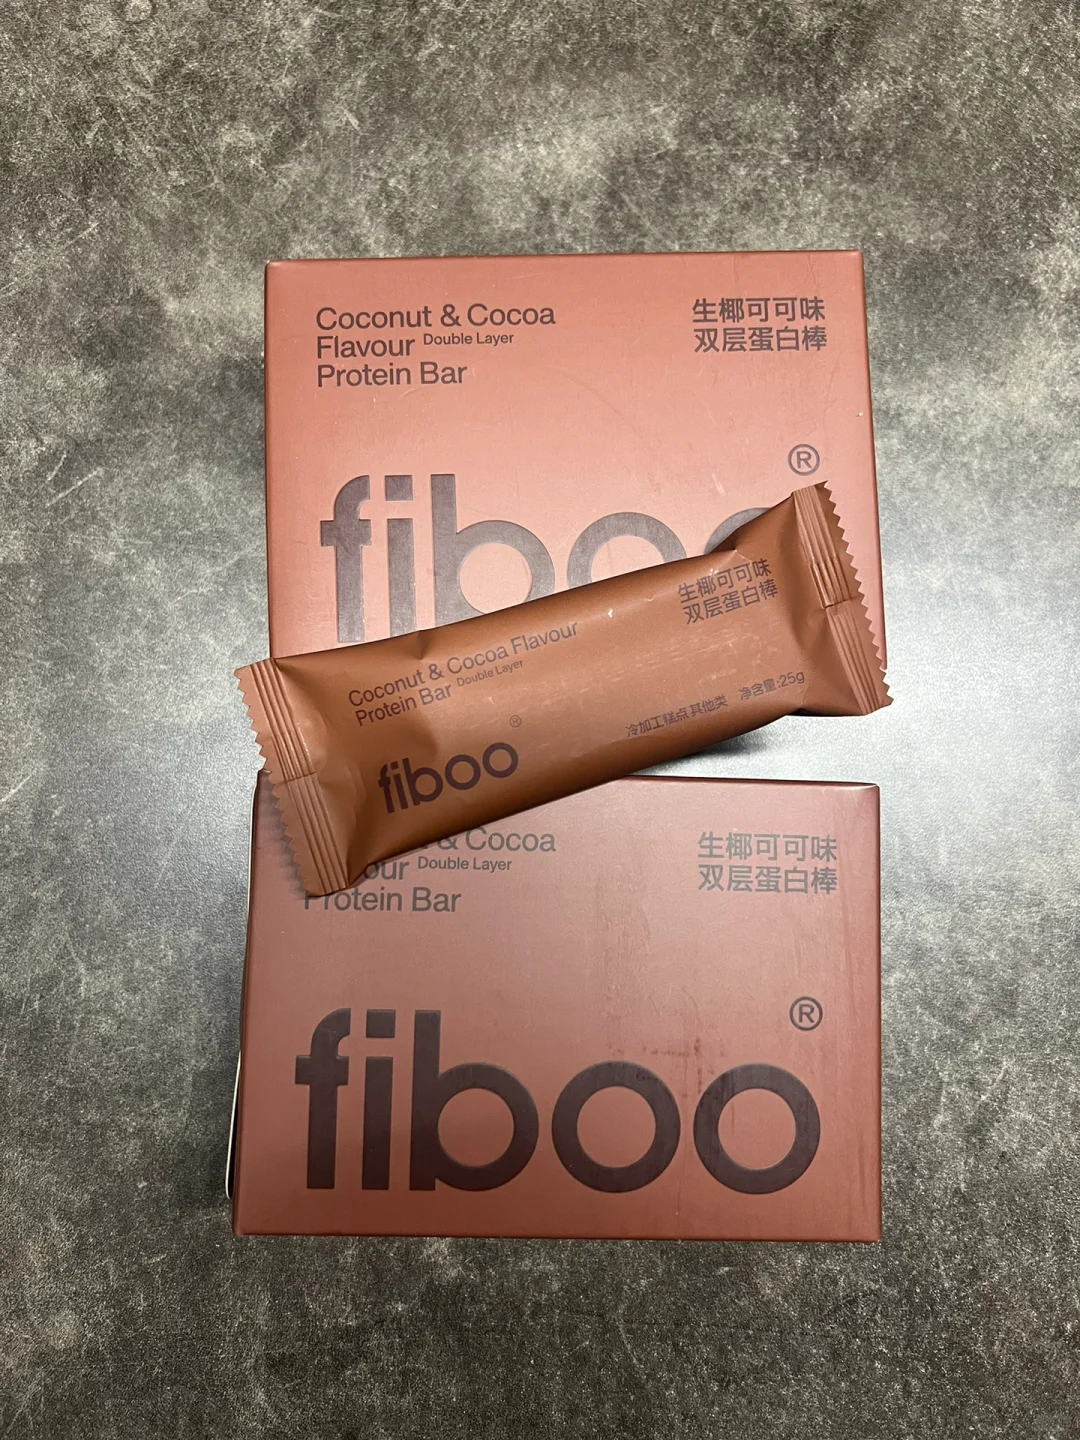 Coconut & Cocoa
Flavour Double Layer
Protein Bar
生椰可可味
双层蛋白棒
®
fiboo
Coconut & Cocoa Flavour
Protein Bar Double Layer
生椰可可味
双层蛋白棒
®
fiboo
冷加工糕点 其他类 净含量:25g
& Cocoa
Double Layer
Protein Bar
生椰可可味
双层蛋白棒
®
fiboo